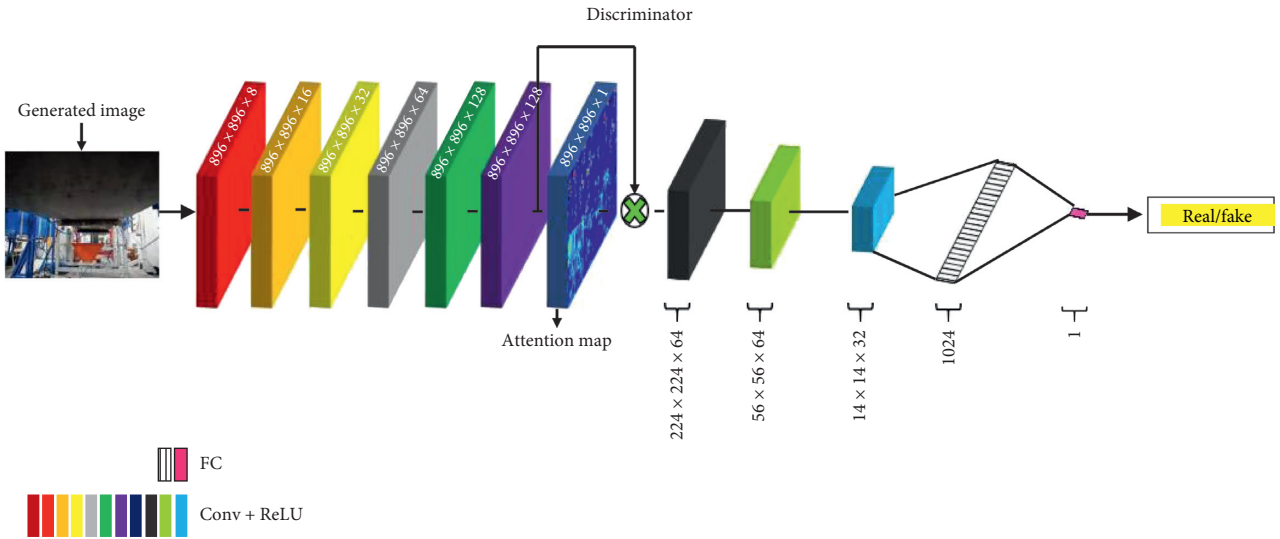 Discriminator
Generated image
896 × 896 × 8
896 × 896 × 16
896 × 896 × 32
896 × 896 × 64
896 × 896 × 128
896 × 896 × 128
896 × 896 × 1
Real/fake
Attention map
224 × 224 × 64
56 × 56 × 64
14 × 14 × 32
1024
1
FC
Conv + ReLU